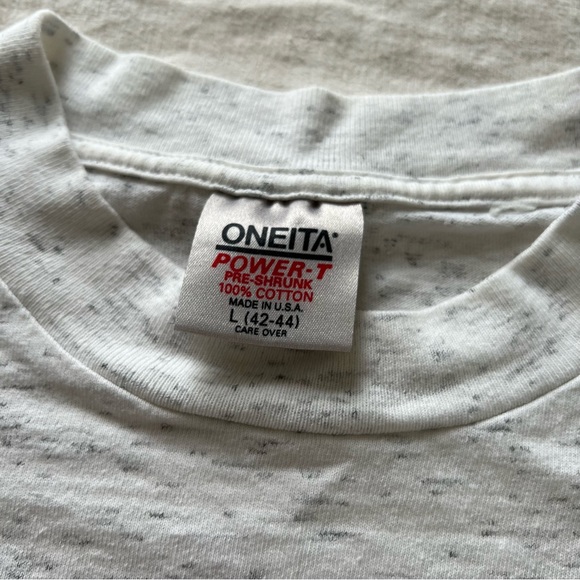 ONEITA
POWER-T
PRE-SHRUNK
100% COTTON
MADE IN U.S.A.
L (42-44)
CARE OVER